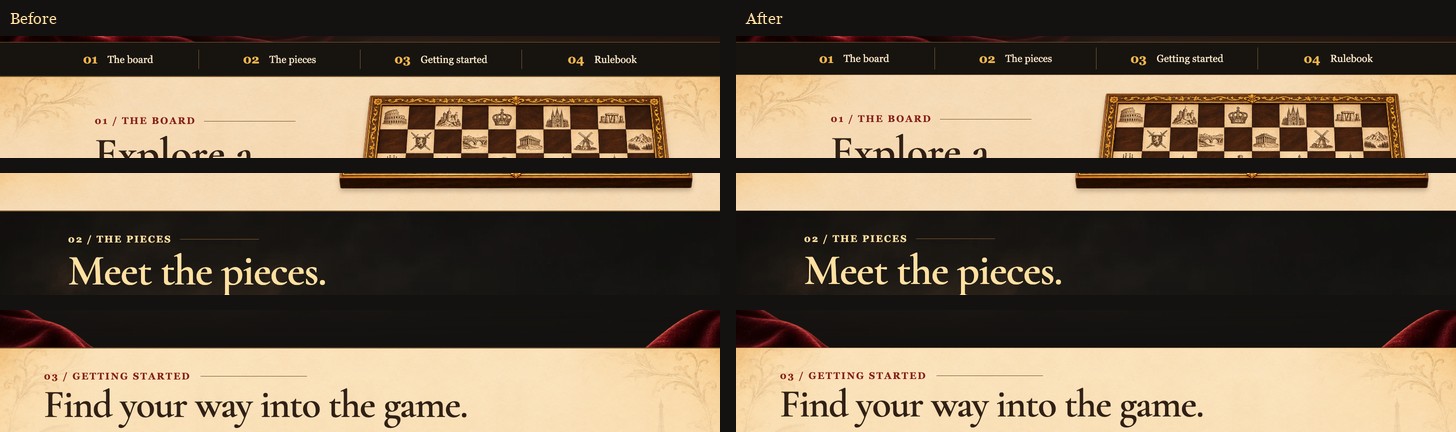 Before
01 The board 02 The pieces 03 Getting started 04 Rulebook
01 / THE BOARD
Explore a
02 / THE PIECES
Meet the pieces.
03 / GETTING STARTED
Find your way into the game.
After
01 The board 02 The pieces 03 Getting started 04 Rulebook
01 / THE BOARD
Explore a
02 / THE PIECES
Meet the pieces.
03 / GETTING STARTED
Find your way into the game.